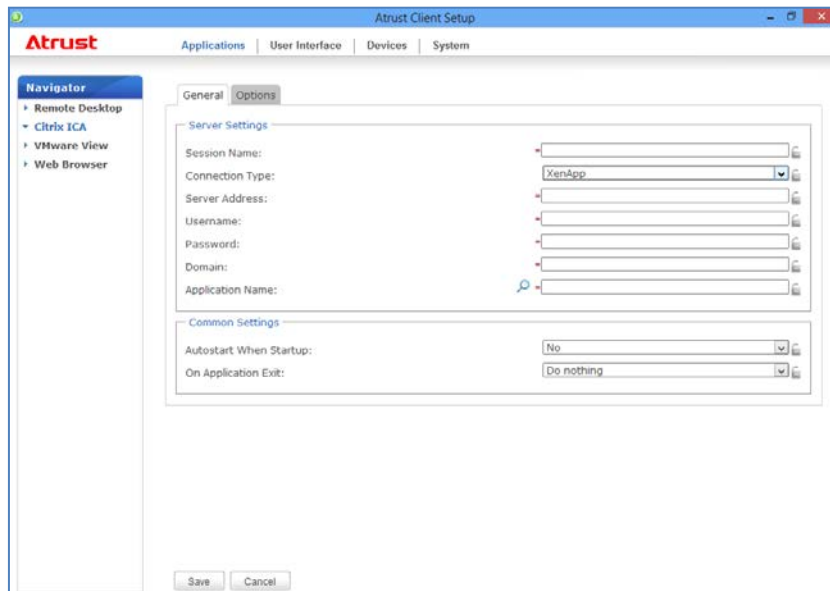 Atrust Client Setup
Atrust
Applications | User Interface | Devices | System
Navigator
Remote Desktop
Citrix ICA
VMware View
Web Browser
General Options
Server Settings
Session Name: *
Connection Type: XenApp
Server Address: *
Username: *
Password: *
Domain: *
Application Name: *
Common Settings
Autostart When Startup: No
On Application Exit: Do nothing
Save Cancel